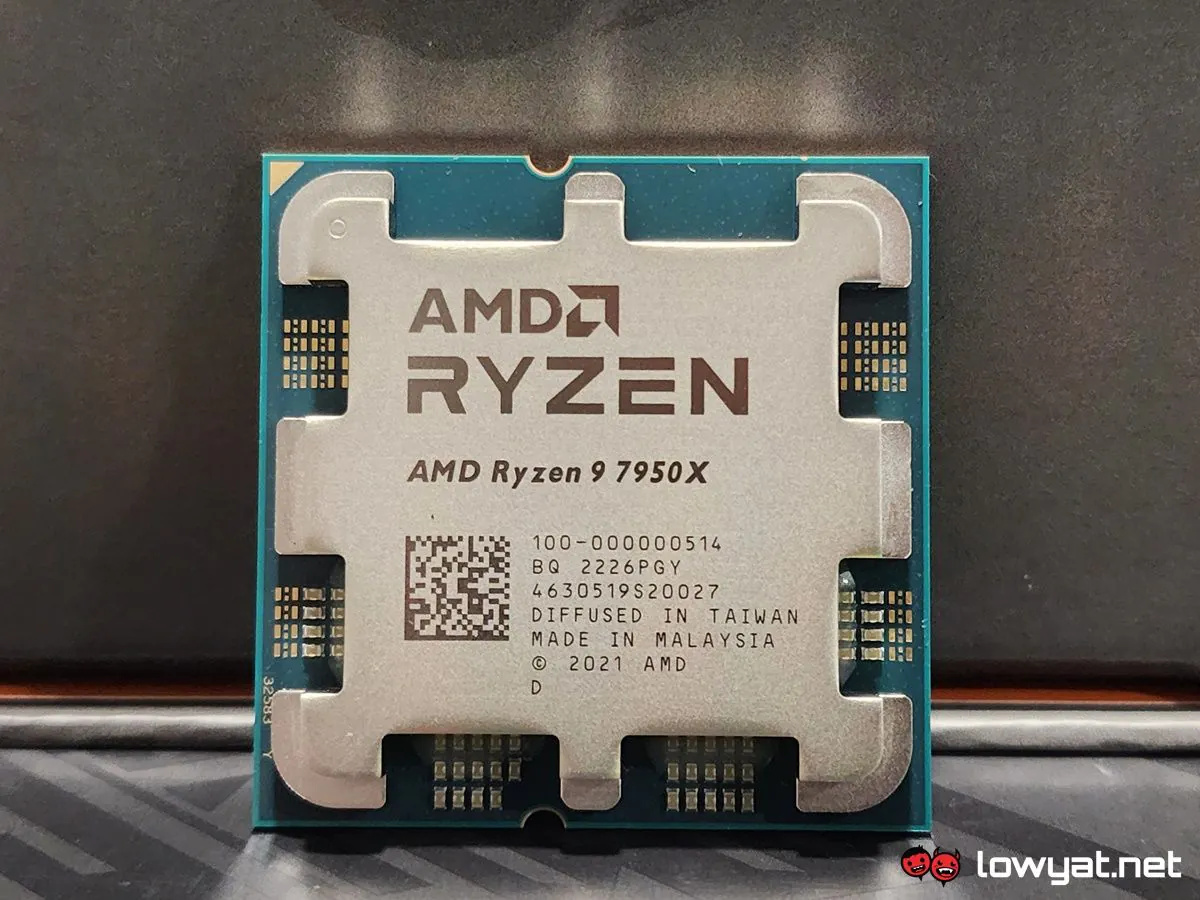 AMD
RYZEN
AMD Ryzen 9 7950X
100-000000514
BQ 2226PGY
4630519S20027
DIFFUSED IN TAIWAN
MADE IN MALAYSIA
© 2021 AMD
D
32583 Y
lowyat.net